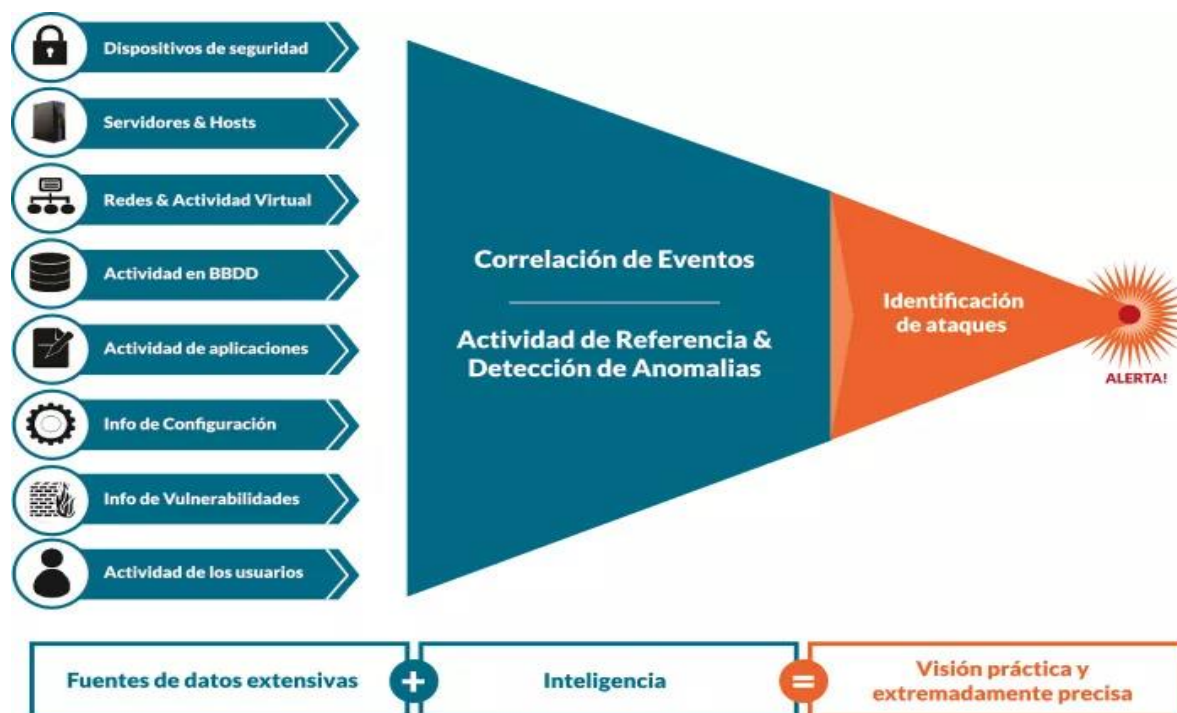 Dispositivos de seguridad
Servidores & Hosts
Redes & Actividad Virtual
Actividad en BBDD
Actividad de aplicaciones
Info de Configuración
Info de Vulnerabilidades
Actividad de los usuarios
Correlación de Eventos
Actividad de Referencia &
Detección de Anomalias
Identificación
de ataques
ALERTA!
Fuentes de datos extensivas
+
Inteligencia
=
Visión práctica y
extremadamente precisa